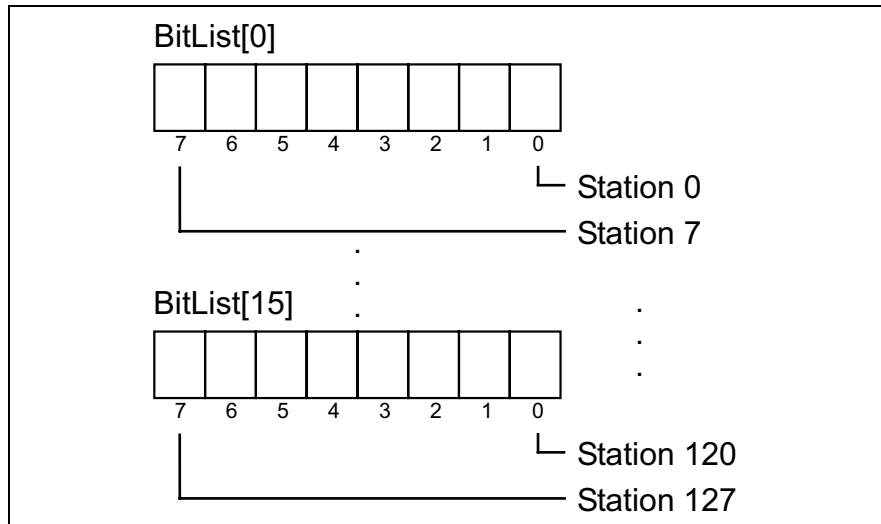 BitList[0]
7 6 5 4 3 2 1 0
Station 0
Station 7
.
.
.
BitList[15]
.
.
.
7 6 5 4 3 2 1 0
Station 120
Station 127